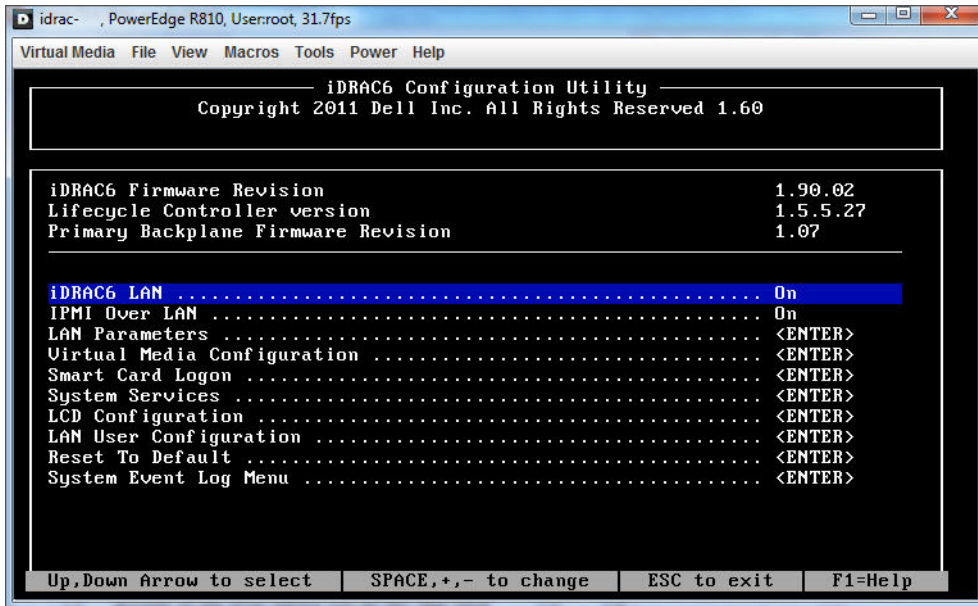 idrac- , PowerEdge R810, User:root, 31.7fps
Virtual Media File View Macros Tools Power Help
iDRAC6 Configuration Utility
Copyright 2011 Dell Inc. All Rights Reserved 1.60
iDRAC6 Firmware Revision 1.90.02
Lifecycle Controller version 1.5.5.27
Primary Backplane Firmware Revision 1.07
iDRAC6 LAN .................................................. On
IPMI Over LAN ............................................... On
LAN Parameters .............................................. <ENTER>
Virtual Media Configuration ................................. <ENTER>
Smart Card Logon ............................................ <ENTER>
System Services ............................................. <ENTER>
LCD Configuration ........................................... <ENTER>
LAN User Configuration ...................................... <ENTER>
Reset To Default ............................................ <ENTER>
System Event Log Menu ....................................... <ENTER>
Up,Down Arrow to select SPACE,+,- to change ESC to exit F1=Help